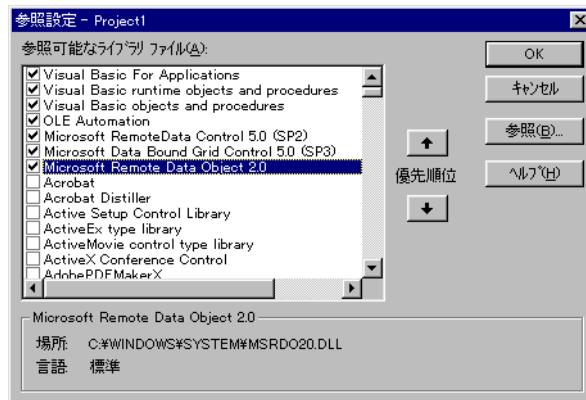 参照設定 - Project1
参照可能なﾗｲﾌﾞﾗﾘ ﾌｧｲﾙ(A):
Visual Basic For Applications
Visual Basic runtime objects and procedures
Visual Basic objects and procedures
OLE Automation
Microsoft RemoteData Control 5.0 (SP2)
Microsoft Data Bound Grid Control 5.0 (SP3)
Microsoft Remote Data Object 2.0
Acrobat
Acrobat Distiller
Active Setup Control Library
ActiveEx type library
ActiveMovie control type library
ActiveX Conference Control
AdobePDFMakerX
優先順位
OK
ｷｬﾝｾﾙ
参照(B)...
ﾍﾙﾌﾟ(H)
Microsoft Remote Data Object 2.0
場所: C:¥WINDOWS¥SYSTEM¥MSRDO20.DLL
言語: 標準